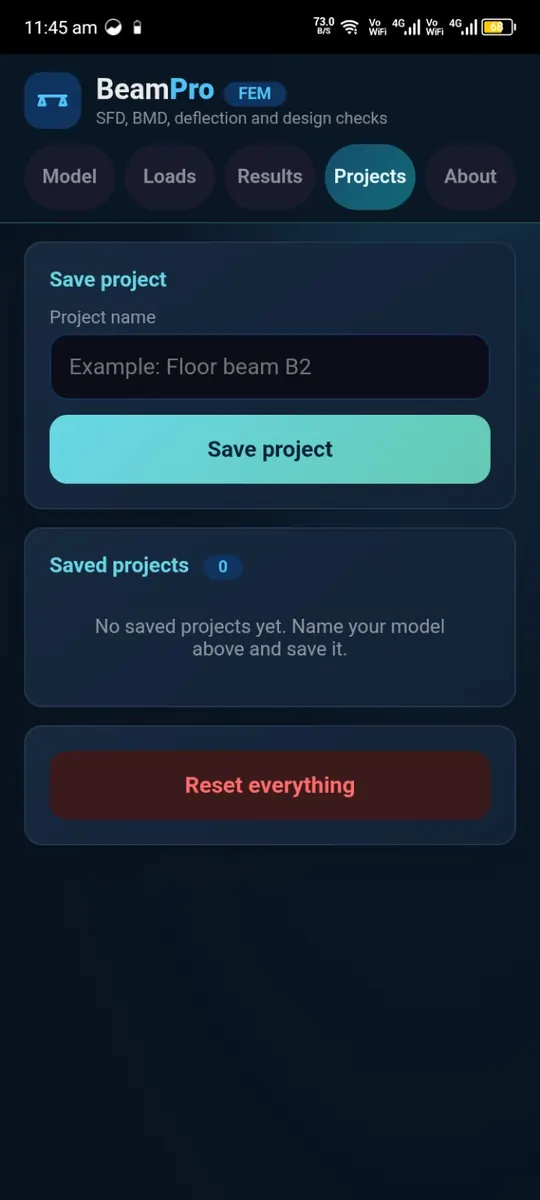 11:45 am
73.0 B/S Vo WiFi 4G Vo WiFi 4G 68
BeamPro FEM
SFD, BMD, deflection and design checks
Model Loads Results Projects About
Save project
Project name
Example: Floor beam B2
Save project
Saved projects 0
No saved projects yet. Name your model
above and save it.
Reset everything